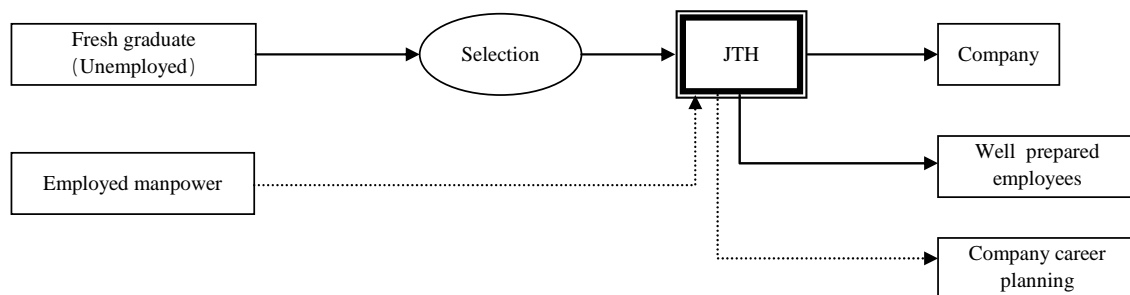 Fresh graduate
(Unemployed)
Selection
JTH
Company
Employed manpower
Well prepared
employees
Company career
planning